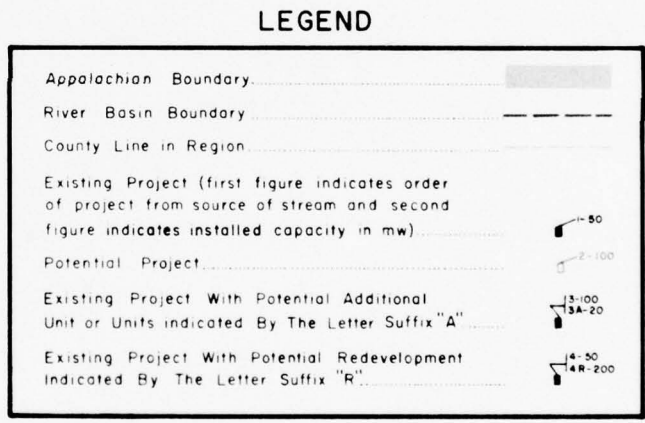 LEGEND
Appalachian Boundary
River Basin Boundary
County Line in Region
Existing Project (first figure indicates order
of project from source of stream and second
figure indicates installed capacity in mw) 1-50
Potential Project 2-100
Existing Project With Potential Additional 3-100
Unit or Units indicated By The Letter Suffix "A" 3A-20
Existing Project With Potential Redevelopment 4-50
Indicated By The Letter Suffix "R" 4R-200